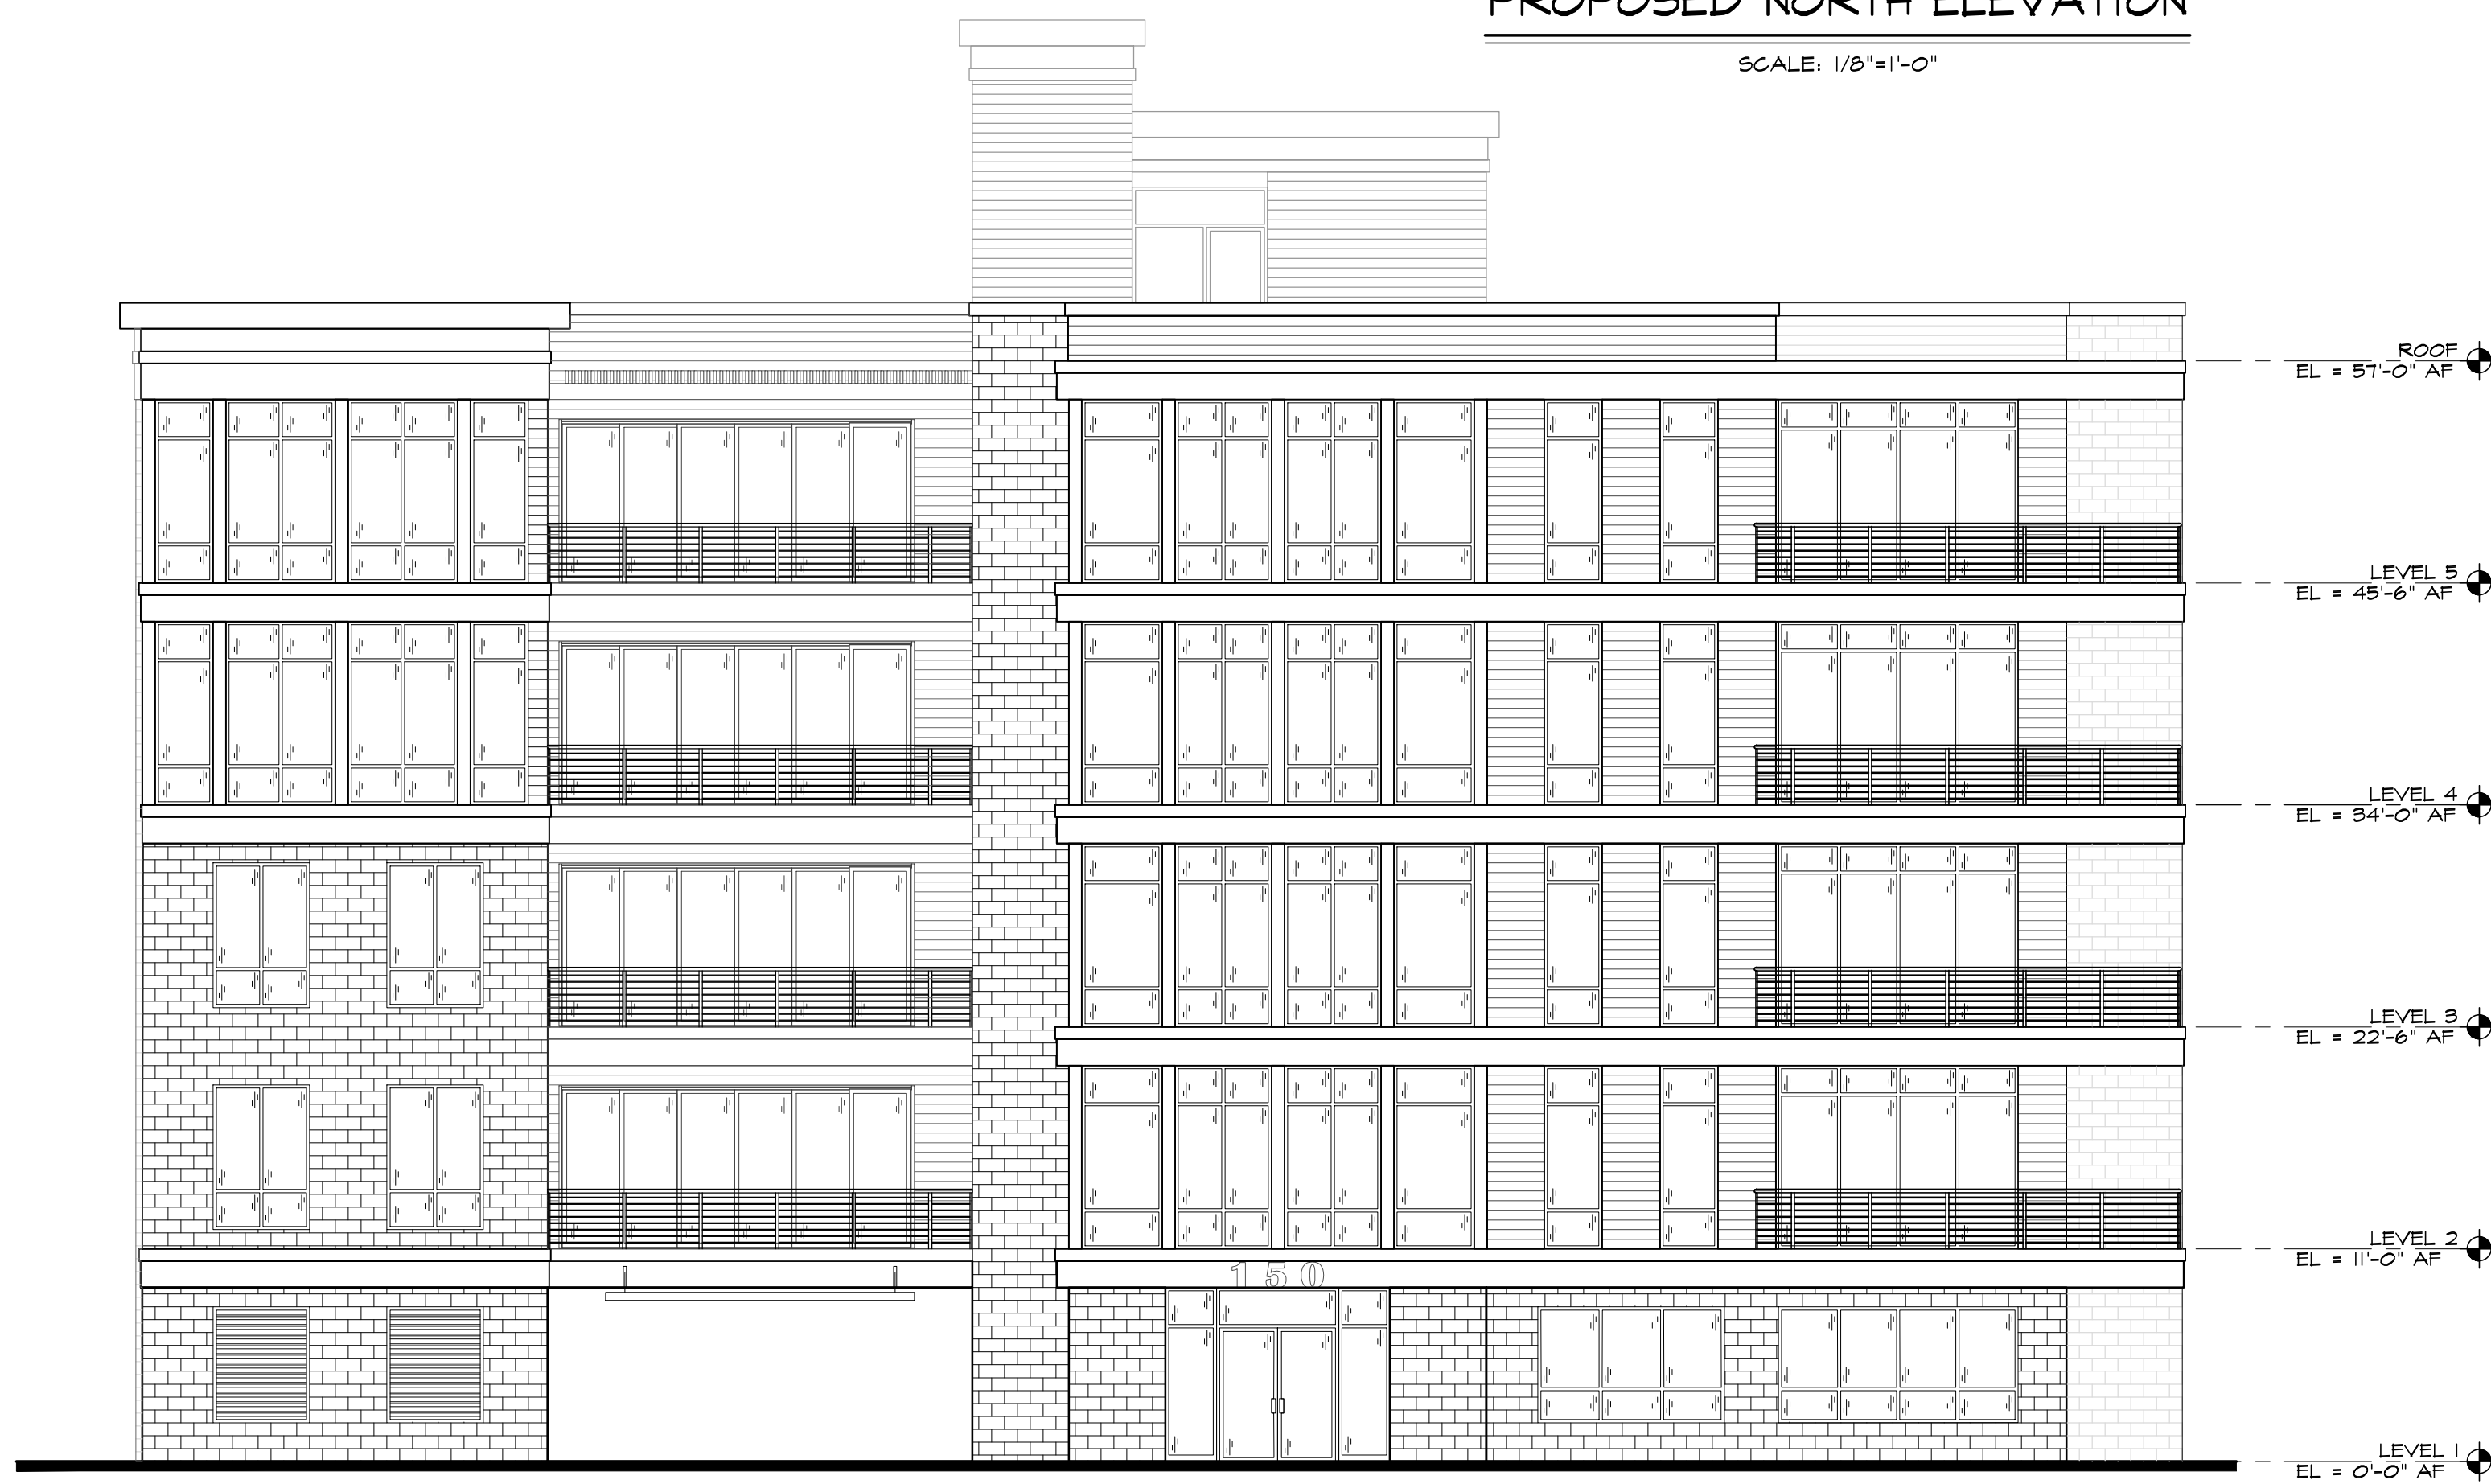 PROPOSED NORTH ELEVATION
SCALE: 1/8"=1'-0"
ROOF
EL = 57'-0" AF
LEVEL 5
EL = 45'-6" AF
LEVEL 4
EL = 34'-0" AF
LEVEL 3
EL = 22'-6" AF
LEVEL 2
EL = 11'-0" AF
150
LEVEL 1
EL = 0'-0" AF